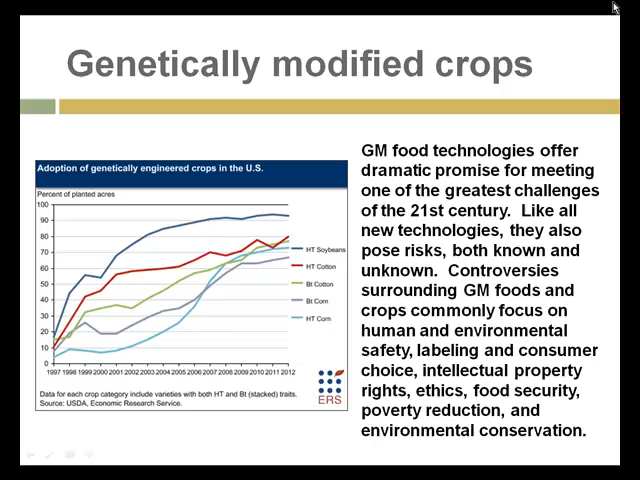 Genetically modified crops
Adoption of genetically engineered crops in the U.S.
Percent of planted acres
100
90
80
70
60
50
40
30
20
10
0
1997 1998 1999 2000 2001 2002 2003 2004 2005 2006 2007 2008 2009 2010 2011 2012
HT Soybeans
HT Cotton
Bt Cotton
Bt Corn
HT Corn
Data for each crop category include varieties with both HT and Bt (stacked) traits.
Source: USDA, Economic Research Service.
ERS
GM food technologies offer
dramatic promise for meeting
one of the greatest challenges
of the 21st century.  Like all
new technologies, they also
pose risks, both known and
unknown.  Controversies
surrounding GM foods and
crops commonly focus on
human and environmental
safety, labeling and consumer
choice, intellectual property
rights, ethics, food security,
poverty reduction, and
environmental conservation.